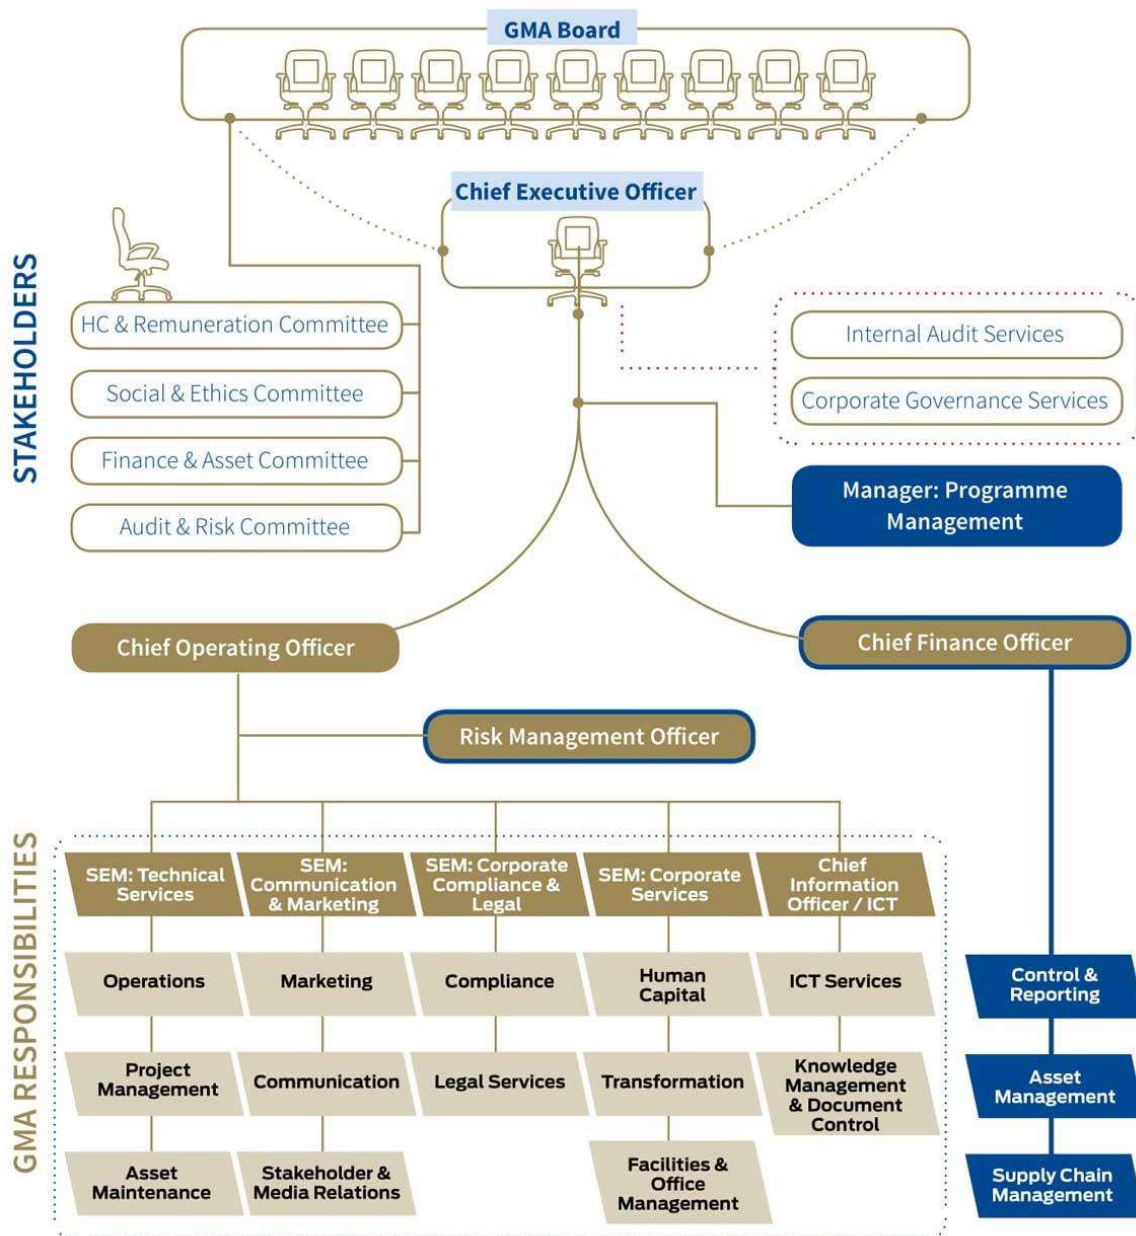 GMA Board
Chief Executive Officer
STAKEHOLDERS
HC & Remuneration Committee
Social & Ethics Committee
Finance & Asset Committee
Audit & Risk Committee
Internal Audit Services
Corporate Governance Services
Manager: Programme
Management
Chief Operating Officer
Chief Finance Officer
Risk Management Officer
GMA RESPONSIBILITIES
SEM: Technical
Services
Operations
Project
Management
Asset
Maintenance
SEM:
Communication
& Marketing
Marketing
Communication
Stakeholder &
Media Relations
SEM: Corporate
Compliance &
Legal
Compliance
Legal Services
SEM: Corporate
Services
Human
Capital
Transformation
Facilities &
Office
Management
Chief
Information
Officer / ICT
ICT Services
Knowledge
Management
& Document
Control
Control &
Reporting
Asset
Management
Supply Chain
Management